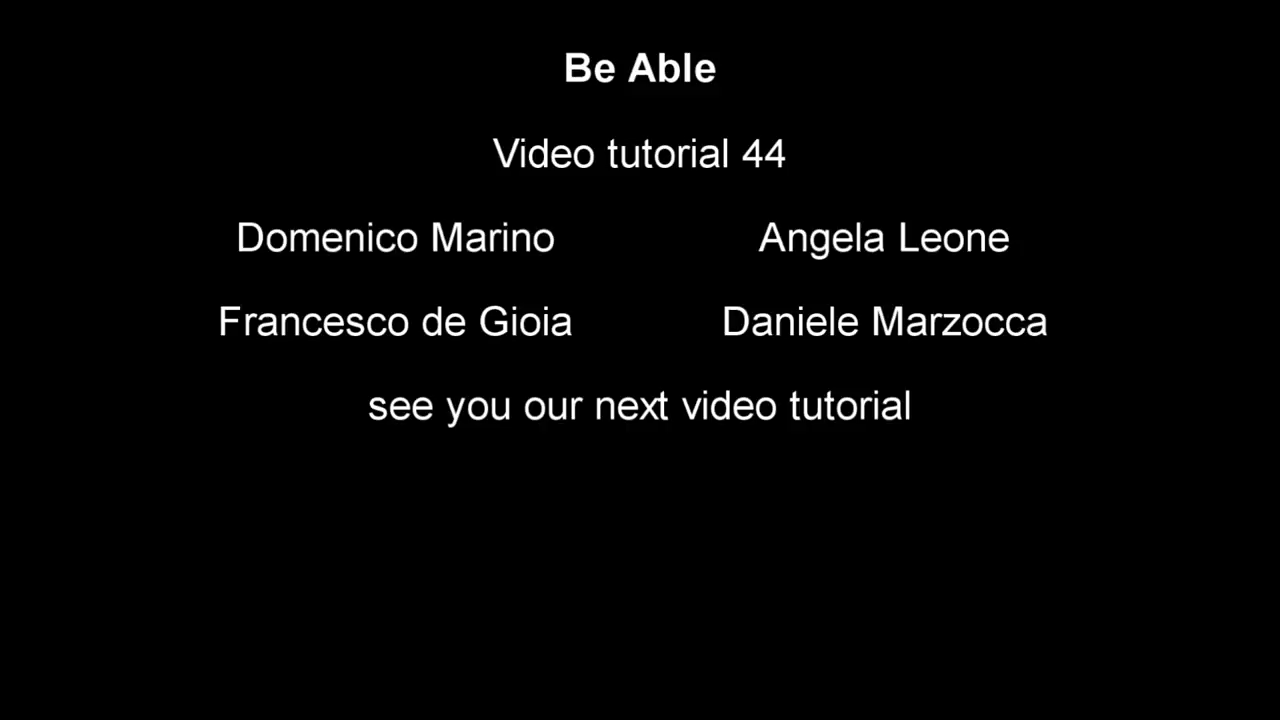 Be Able
Video tutorial 44
Domenico Marino Angela Leone
Francesco de Gioia Daniele Marzocca
see you our next video tutorial